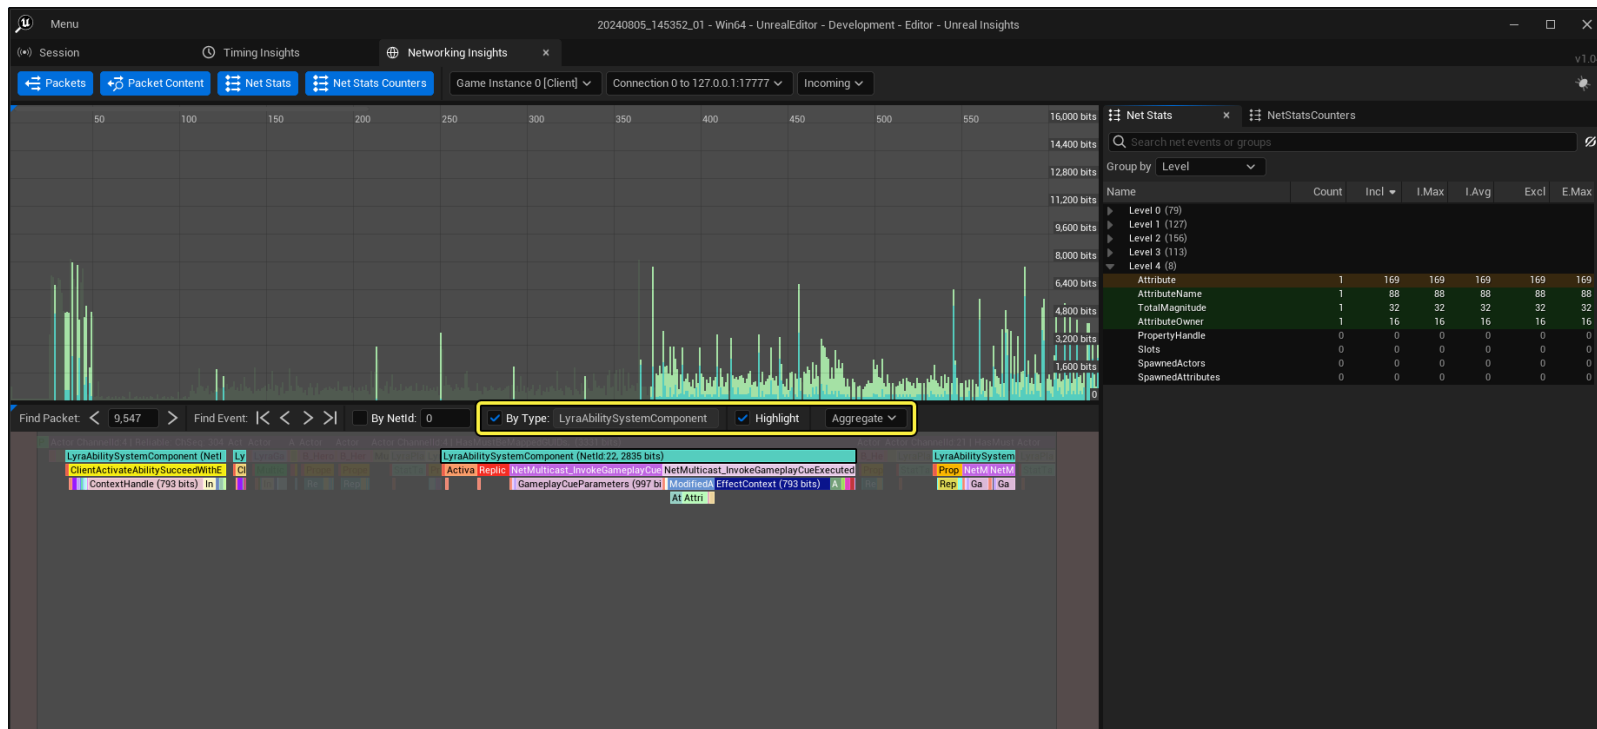 Menu
20240805_145352_01 - Win64 - UnrealEditor - Development - Editor - Unreal Insights
Session
Timing Insights
Networking Insights
v1.0
Packets
Packet Content
Net Stats
Net Stats Counters
Game Instance 0 [Client]
Connection 0 to 127.0.0.1:17777
Incoming
50 100 150 200 250 300 350 400 450 500 550
16,000 bits
14,400 bits
12,800 bits
11,200 bits
9,600 bits
8,000 bits
6,400 bits
4,800 bits
3,200 bits
1,600 bits
0
Net Stats
NetStatsCounters
Search net events or groups
Group by Level
Name Count Incl I.Max I.Avg Excl E.Max
Level 0 (79)
Level 1 (127)
Level 2 (156)
Level 3 (113)
Level 4 (8)
Attribute 1 169 169 169 169 169
AttributeName 1 88 88 88 88 88
TotalMagnitude 1 32 32 32 32 32
AttributeOwner 1 16 16 16 16 16
PropertyHandle 0 0 0 0 0 0
Slots 0 0 0 0 0 0
SpawnedActors 0 0 0 0 0 0
SpawnedAttributes 0 0 0 0 0 0
Find Packet: 9,547 Find Event: By NetId: 0 By Type: LyraAbilitySystemComponent Highlight Aggregate
LyraAbilitySystemComponent (NetI Ly LyraAbilitySystemComponent (NetId:22, 2835 bits) LyraAbilitySystem
ClientActivateAbilitySucceedWithE Cl Activa Replic NetMulticast_InvokeGameplayCue NetMulticast_InvokeGameplayCueExecuted Prop NetM NetM
ContextHandle (793 bits) In GameplayCueParameters (997 bi ModifiedA EffectContext (793 bits) A Rep Ga Ga
At Attri